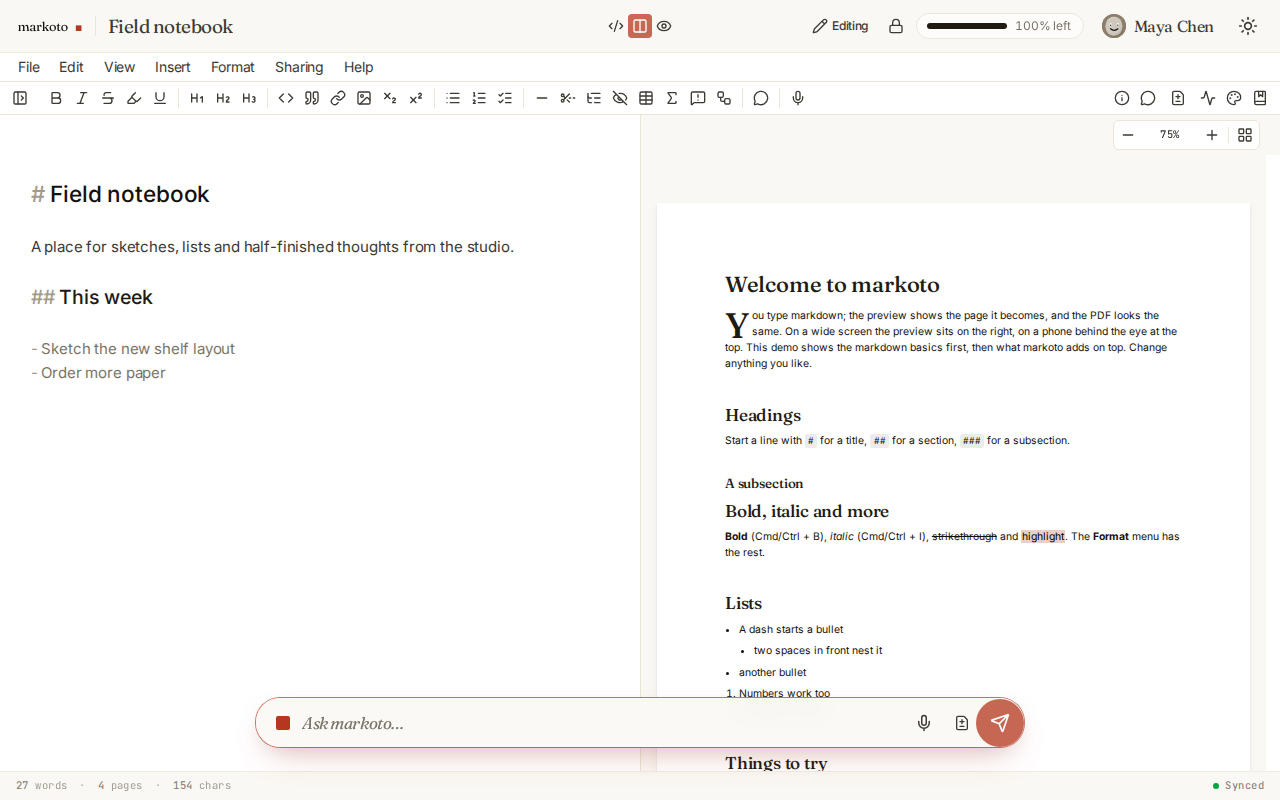 markoto
Field notebook
Editing
100% left
Maya Chen
File Edit View Insert Format Sharing Help
H1 H2 H3
75%
# Field notebook
A place for sketches, lists and half-finished thoughts from the studio.
## This week
- Sketch the new shelf layout
- Order more paper
Welcome to markoto
You type markdown; the preview shows the page it becomes, and the PDF looks the
same. On a wide screen the preview sits on the right, on a phone behind the eye at the
top. This demo shows the markdown basics first, then what markoto adds on top. Change
anything you like.
Headings
Start a line with # for a title, ## for a section, ### for a subsection.
A subsection
Bold, italic and more
Bold (Cmd/Ctrl + B), italic (Cmd/Ctrl + I), strikethrough and highlight. The Format menu has
the rest.
Lists
• A dash starts a bullet
• two spaces in front nest it
• another bullet
1. Numbers work too
Things to try
Ask markoto...
27 words · 4 pages · 154 chars
Synced